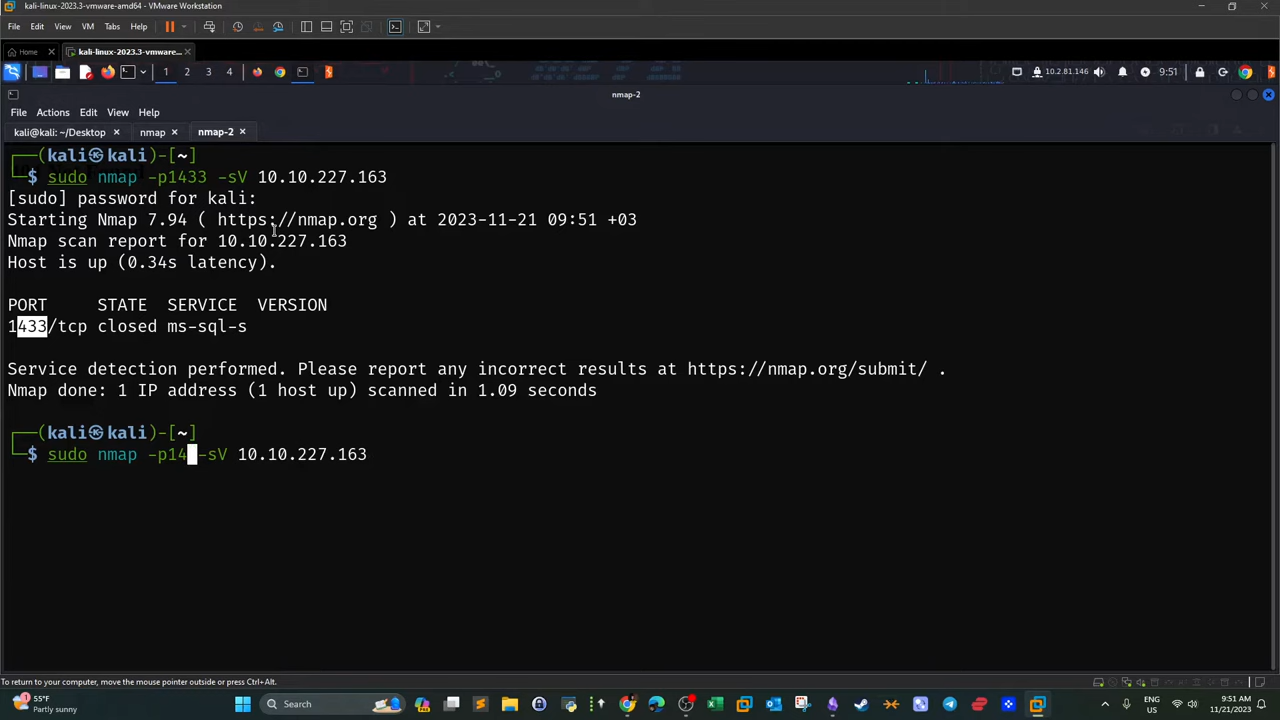 kali-linux-2023.3-vmware-amd64 - VMware Workstation
File Edit View VM Tabs Help
Home kali-linux-2023.3-vmware...
1 2 3 4 10.2.81.146 9:51
nmap-2
File Actions Edit View Help
kali@kali: ~/Desktop nmap nmap-2
┌──(kali㉿kali)-[~]
└─$ sudo nmap -p1433 -sV 10.10.227.163
[sudo] password for kali:
Starting Nmap 7.94 ( https://nmap.org ) at 2023-11-21 09:51 +03
Nmap scan report for 10.10.227.163
Host is up (0.34s latency).
PORT STATE SERVICE VERSION
1433/tcp closed ms-sql-s
Service detection performed. Please report any incorrect results at https://nmap.org/submit/ .
Nmap done: 1 IP address (1 host up) scanned in 1.09 seconds
┌──(kali㉿kali)-[~]
└─$ sudo nmap -p14 -sV 10.10.227.163
To return to your computer, move the mouse pointer outside or press Ctrl+Alt.
55°F
Partly sunny
Search
ENG
US
9:51 AM
11/21/2023